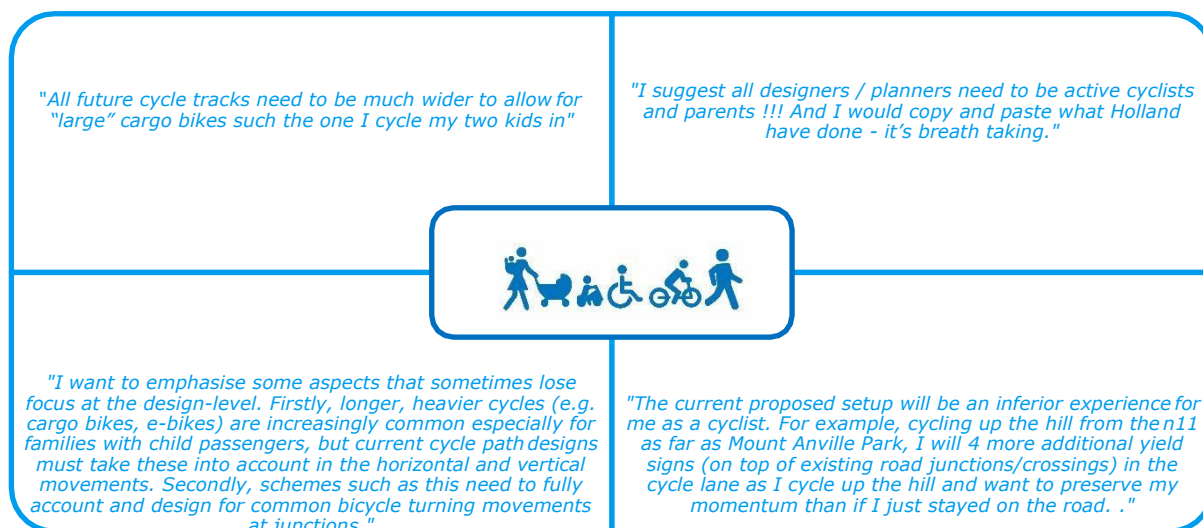 "All future cycle tracks need to be much wider to allow for
“large” cargo bikes such the one I cycle my two kids in"
"I suggest all designers / planners need to be active cyclists
and parents !!! And I would copy and paste what Holland
have done - it’s breath taking."
"I want to emphasise some aspects that sometimes lose
focus at the design-level. Firstly, longer, heavier cycles (e.g.
cargo bikes, e-bikes) are increasingly common especially for
families with child passengers, but current cycle path designs
must take these into account in the horizontal and vertical
movements. Secondly, schemes such as this need to fully
account and design for common bicycle turning movements
at junctions."
"The current proposed setup will be an inferior experience for
me as a cyclist. For example, cycling up the hill from the n11
as far as Mount Anville Park, I will 4 more additional yield
signs (on top of existing road junctions/crossings) in the
cycle lane as I cycle up the hill and want to preserve my
momentum than if I just stayed on the road. ."